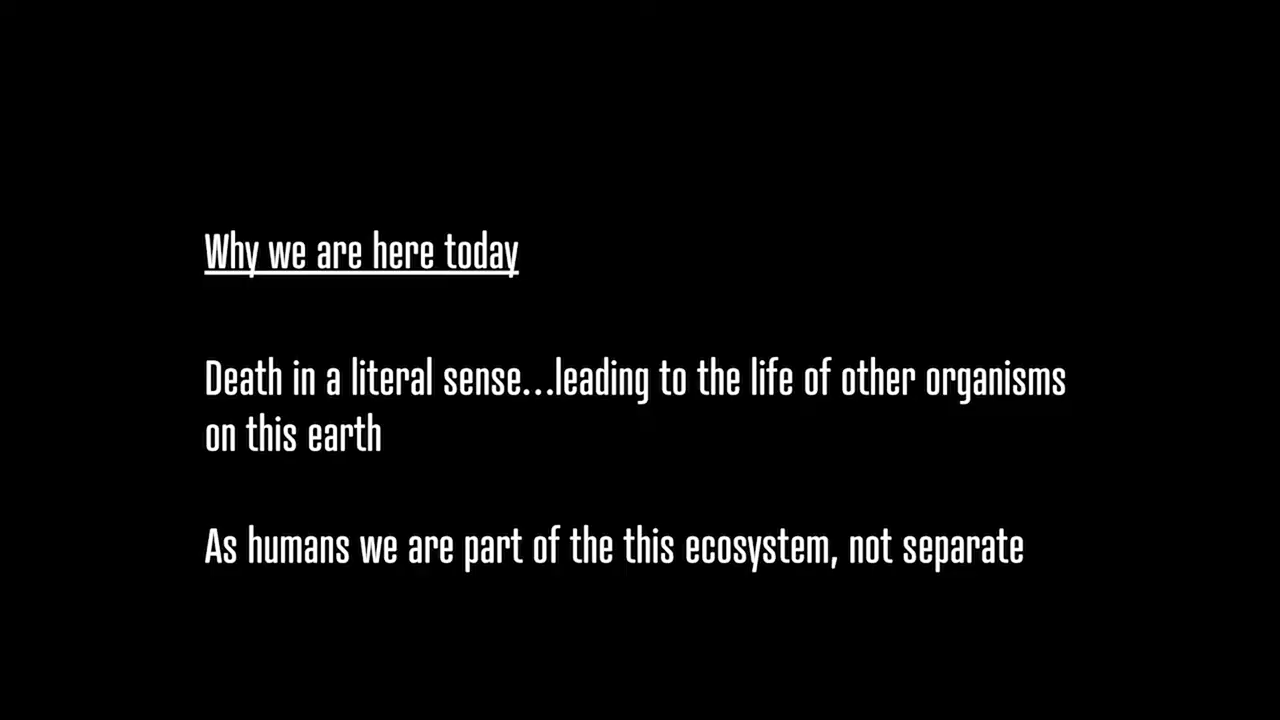 Why we are here today
Death in a literal sense...leading to the life of other organisms
on this earth
As humans we are part of the this ecosystem, not separate